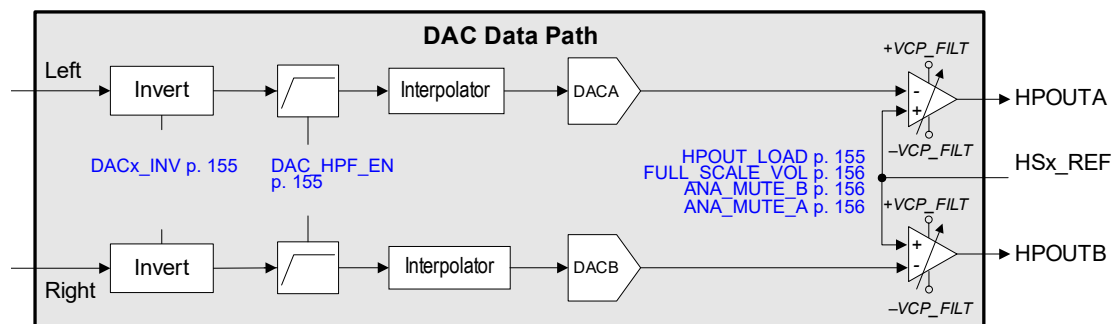 DAC Data Path
+VCP_FILT
Left
Invert
Interpolator
DACA
-
+
HPOUTA
–VCP_FILT
DACx_INV p. 155
DAC_HPF_EN
p. 155
HPOUT_LOAD p. 155
FULL_SCALE_VOL p. 156
ANA_MUTE_B p. 156
ANA_MUTE_A p. 156
HSx_REF
+VCP_FILT
Right
Invert
Interpolator
DACB
+
-
HPOUTB
–VCP_FILT